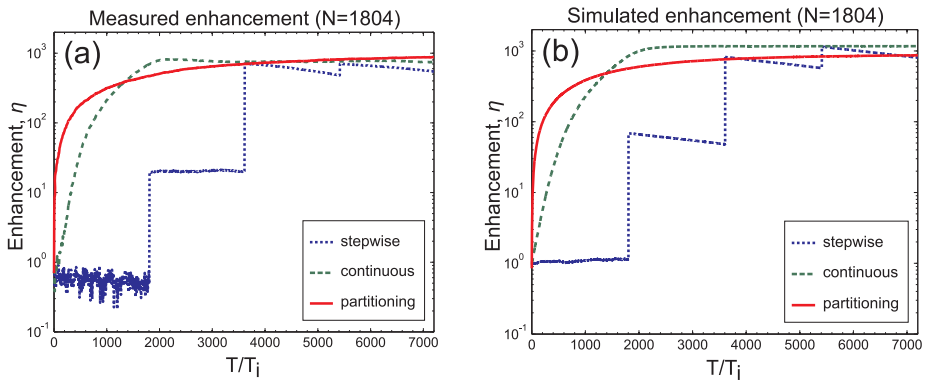 Measured enhancement (N=1804)
(a)
Enhancement, η
10^3
10^2
10^1
10^0
10^-1
0
1000
2000
3000
4000
5000
6000
7000
T/T_i
stepwise
continuous
partitioning
Simulated enhancement (N=1804)
(b)
Enhancement, η
10^3
10^2
10^1
10^0
10^-1
0
1000
2000
3000
4000
5000
6000
7000
T/T_i
stepwise
continuous
partitioning